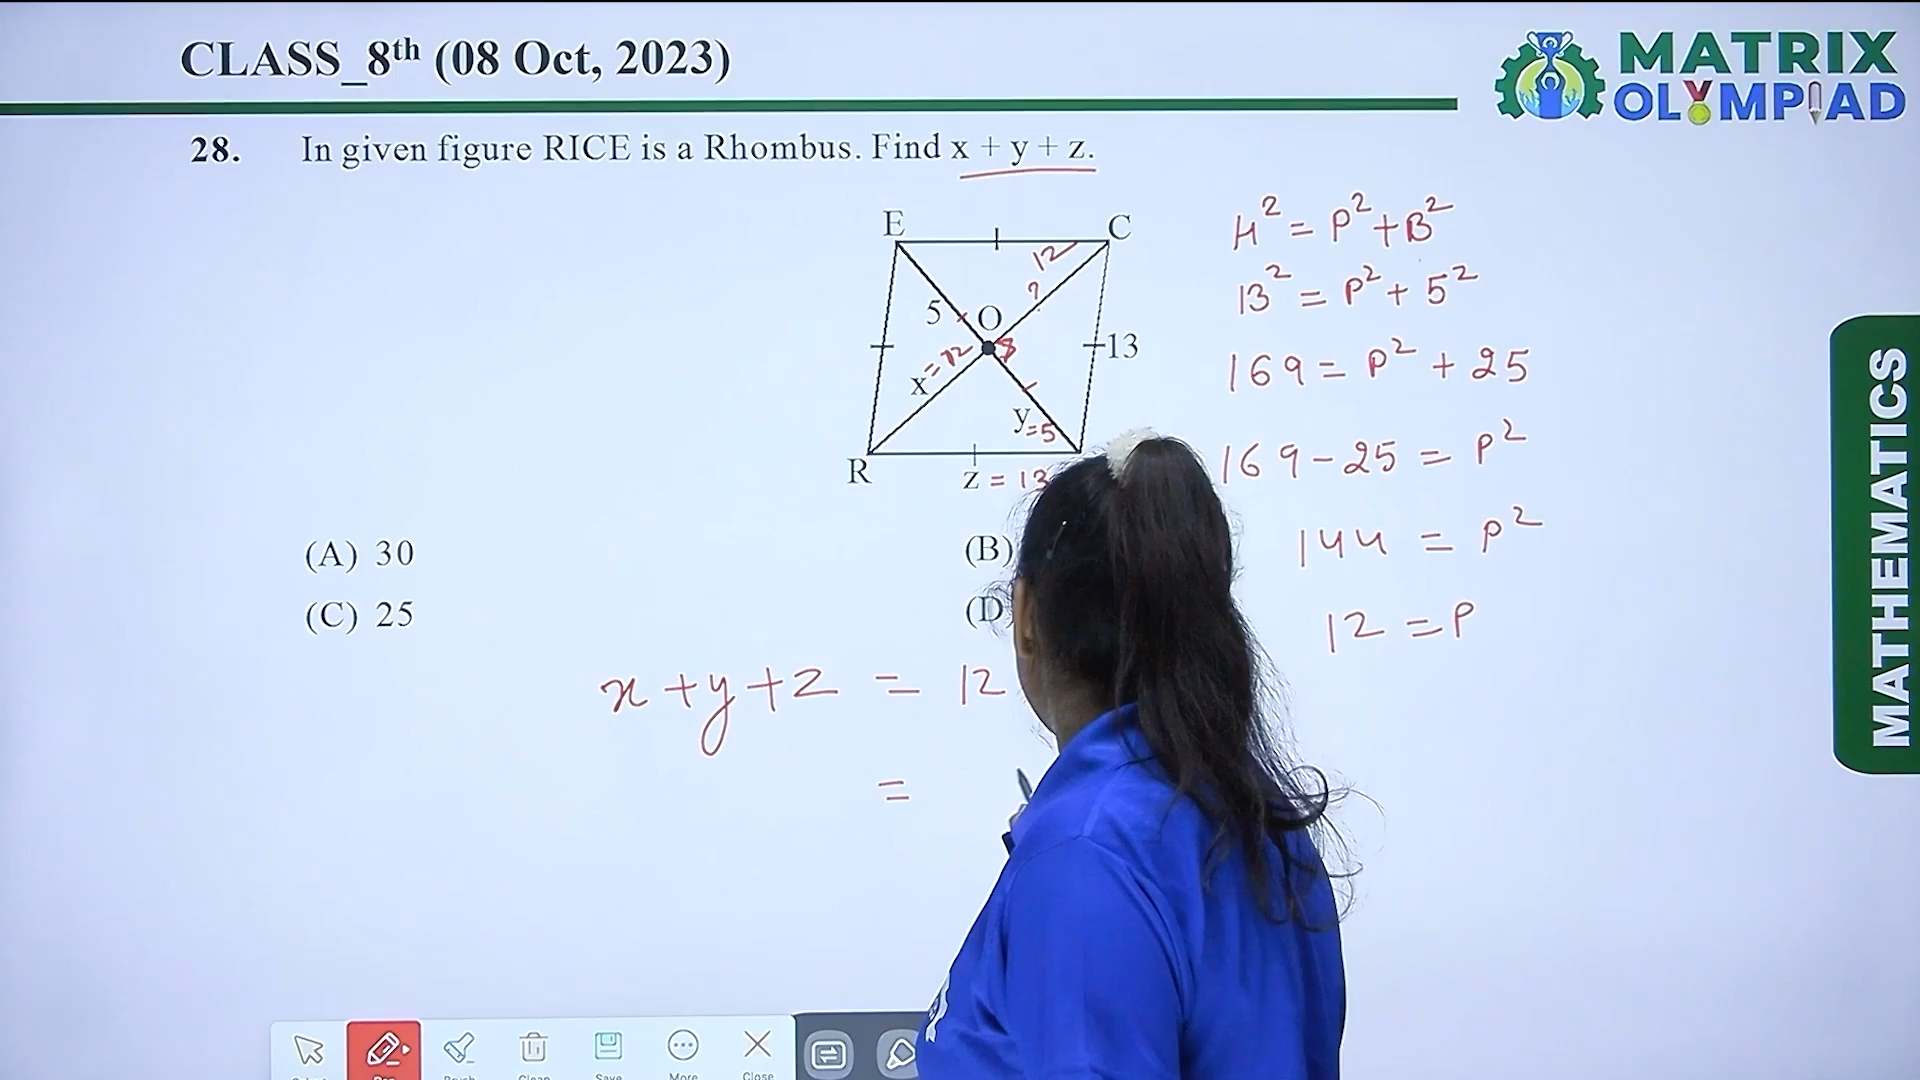 CLASS_8th (08 Oct, 2023)
MATRIX
OLYMPIAD
28. In given figure RICE is a Rhombus. Find x + y + z.
E
C
12
?
5
O
13
x = 12
y = 5
R
z = 13
H² = P² + B²
13² = P² + 5²
169 = P² + 25
169 - 25 = P²
144 = P²
12 = P
(A) 30
(B)
(C) 25
(D)
x + y + z = 12
=
MATHEMATICS
More
Close